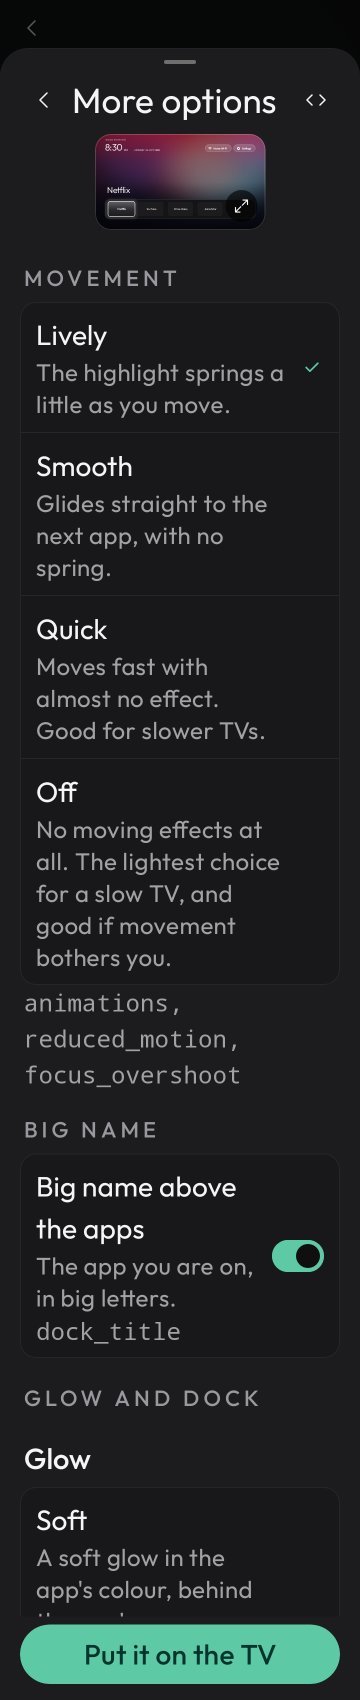 More options
8:30
Netflix
MOVEMENT
Lively
The highlight springs a
little as you move.
Smooth
Glides straight to the
next app, with no
spring.
Quick
Moves fast with
almost no effect.
Good for slower TVs.
Off
No moving effects at
all. The lightest choice
for a slow TV, and
good if movement
bothers you.
animations,
reduced_motion,
focus_overshoot
BIG NAME
Big name above
the apps
The app you are on,
in big letters.
dock_title
GLOW AND DOCK
Glow
Soft
A soft glow in the
app's colour, behind
Put it on the TV